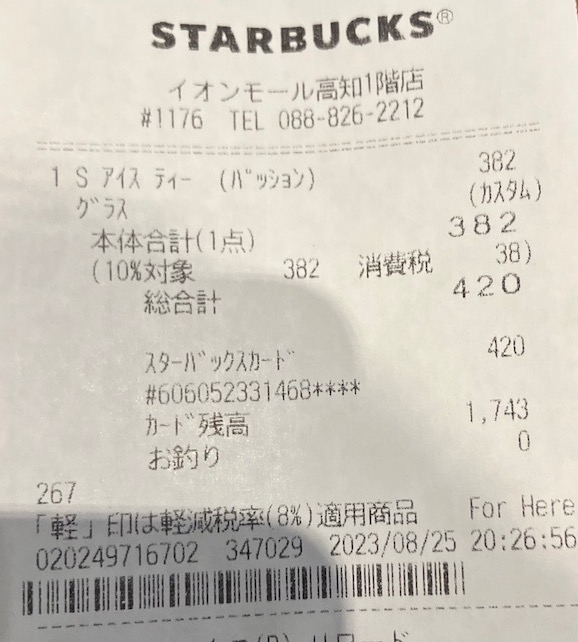 STARBUCKS®
イオンモール高知1階店
#1176 TEL 088-826-2212
1 S ｱｲｽ ﾃｨｰ (ﾊﾟｯｼｮﾝ) 382
ｸﾞﾗｽ (ｶｽﾀﾑ)
本体合計(1点) 382
(10%対象 382 消費税 38)
総合計 420
ｽﾀｰﾊﾞｯｸｽｶｰﾄﾞ 420
#606052331468****
ｶｰﾄﾞ残高 1,743
お釣り 0
267
「軽」印は軽減税率(8%)適用商品 For Here
020249716702 347029 2023/08/25 20:26:56